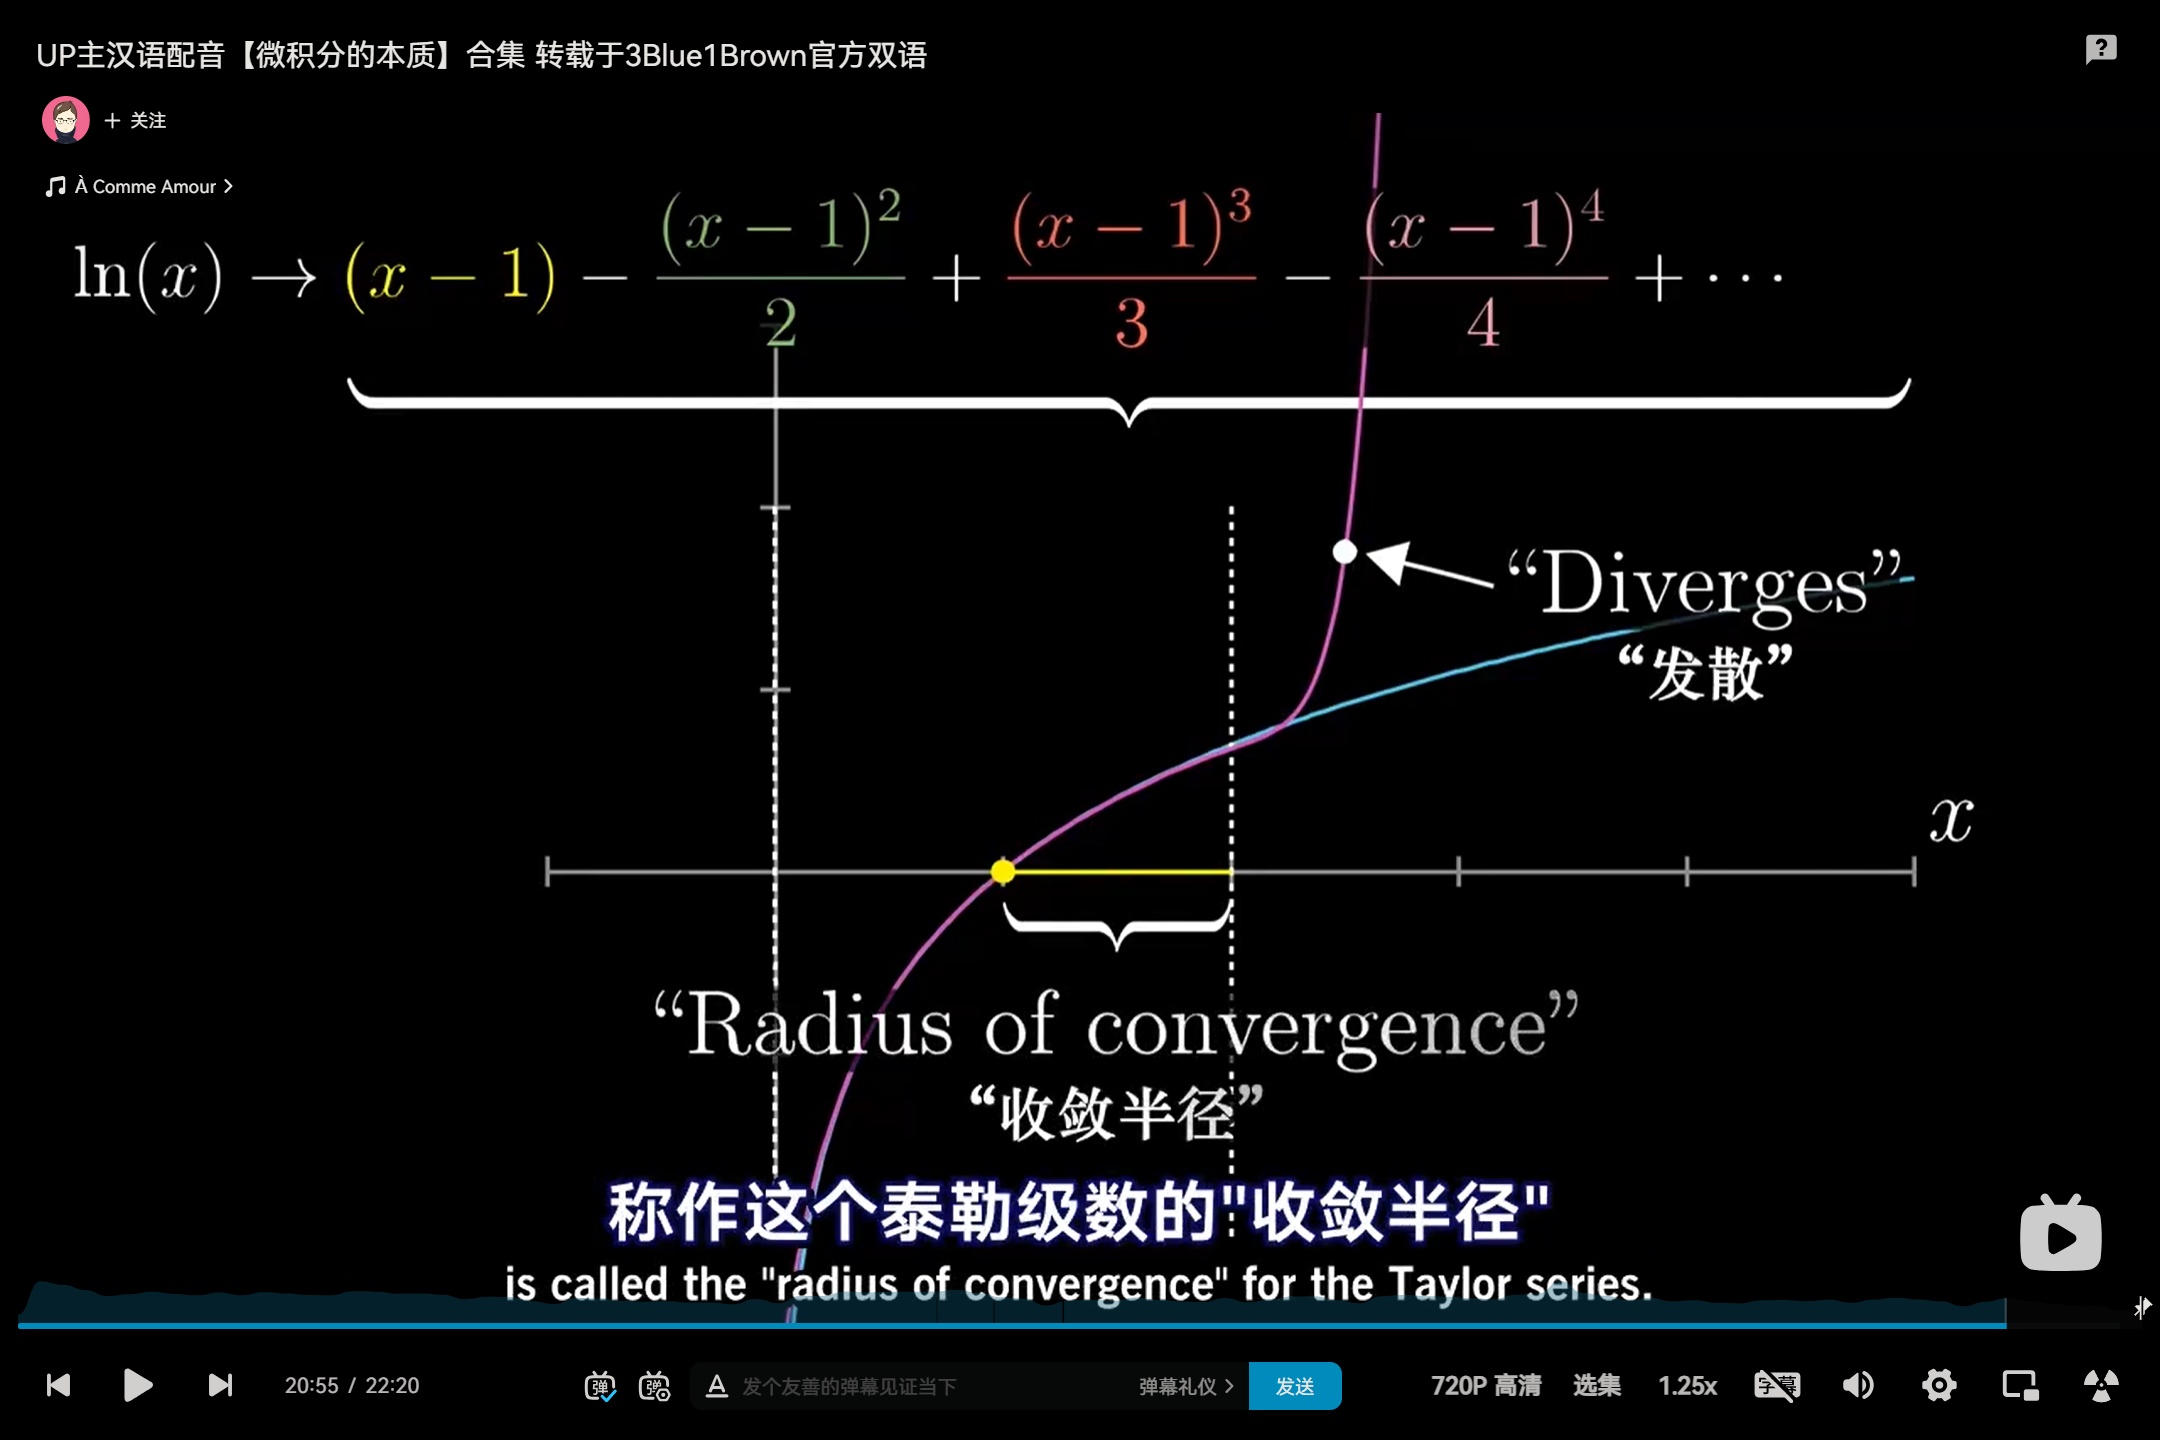 UP主汉语配音【微积分的本质】合集 转载于3Blue1Brown官方双语
+ 关注
À Comme Amour >
ln(x) → (x − 1) − (x − 1)²/2 + (x − 1)³/3 − (x − 1)⁴/4 + ···
“Diverges”
“发散”
x
“Radius of convergence”
“收敛半径”
称作这个泰勒级数的"收敛半径"
is called the "radius of convergence" for the Taylor series.
20:55 / 22:20 弹 弹 A 发个友善的弹幕见证当下 弹幕礼仪 > 发送 720P 高清 选集 1.25x 字幕